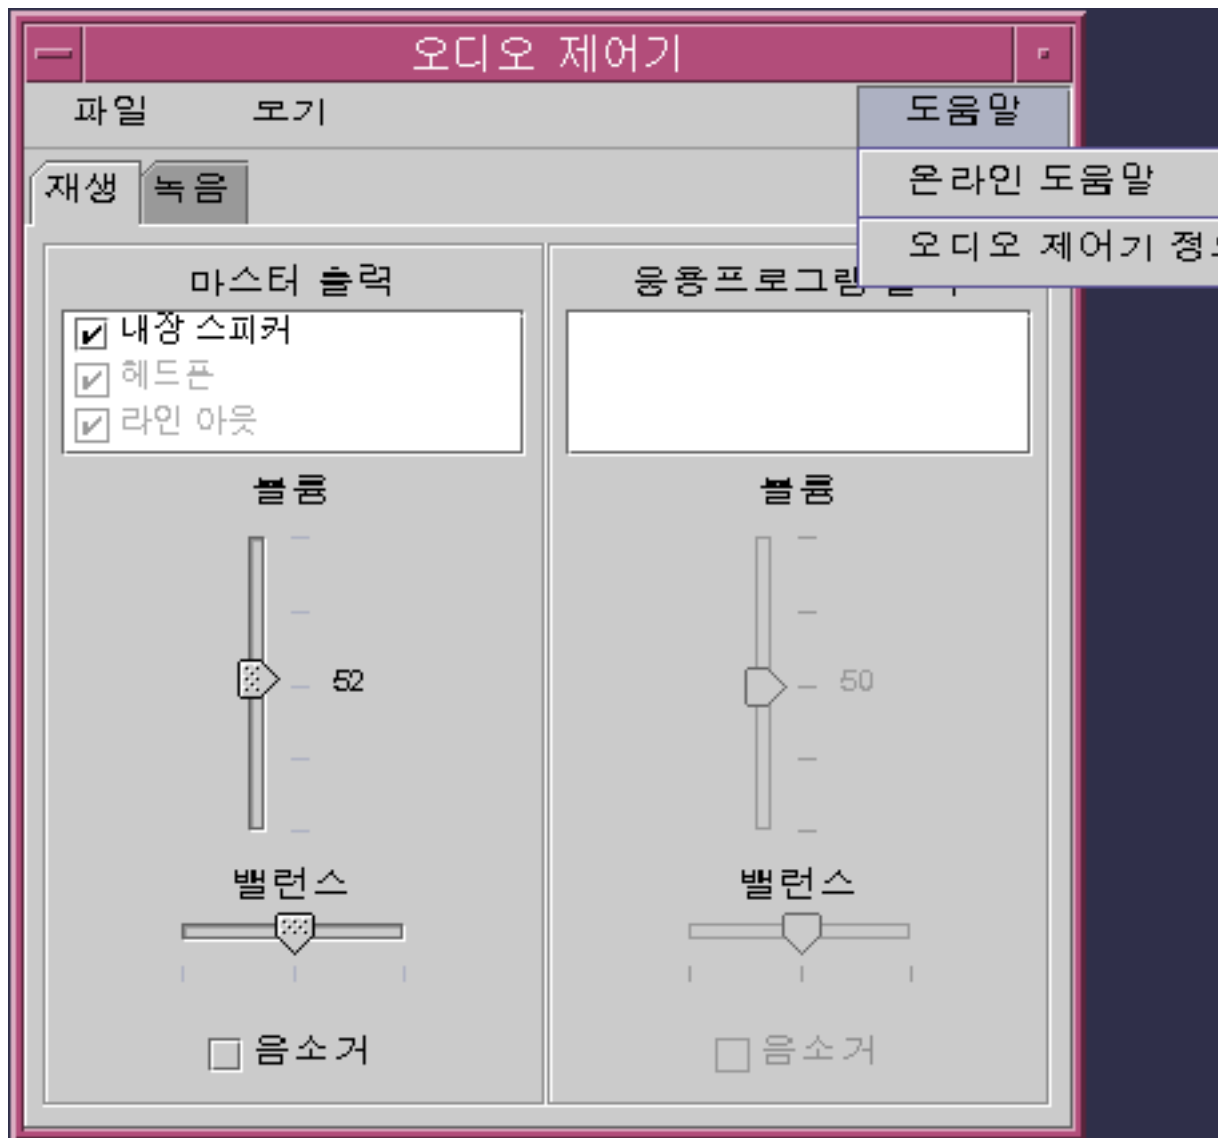 오디오 제어기
파일 보기 도움말
온라인 도움말
재생 녹음
오디오 제어기
마스터 출력 응용프로그램
내장 스피커
헤드폰
라인 아웃
볼륨 볼륨
52 50
밸런스 밸런스
음소거 음소거